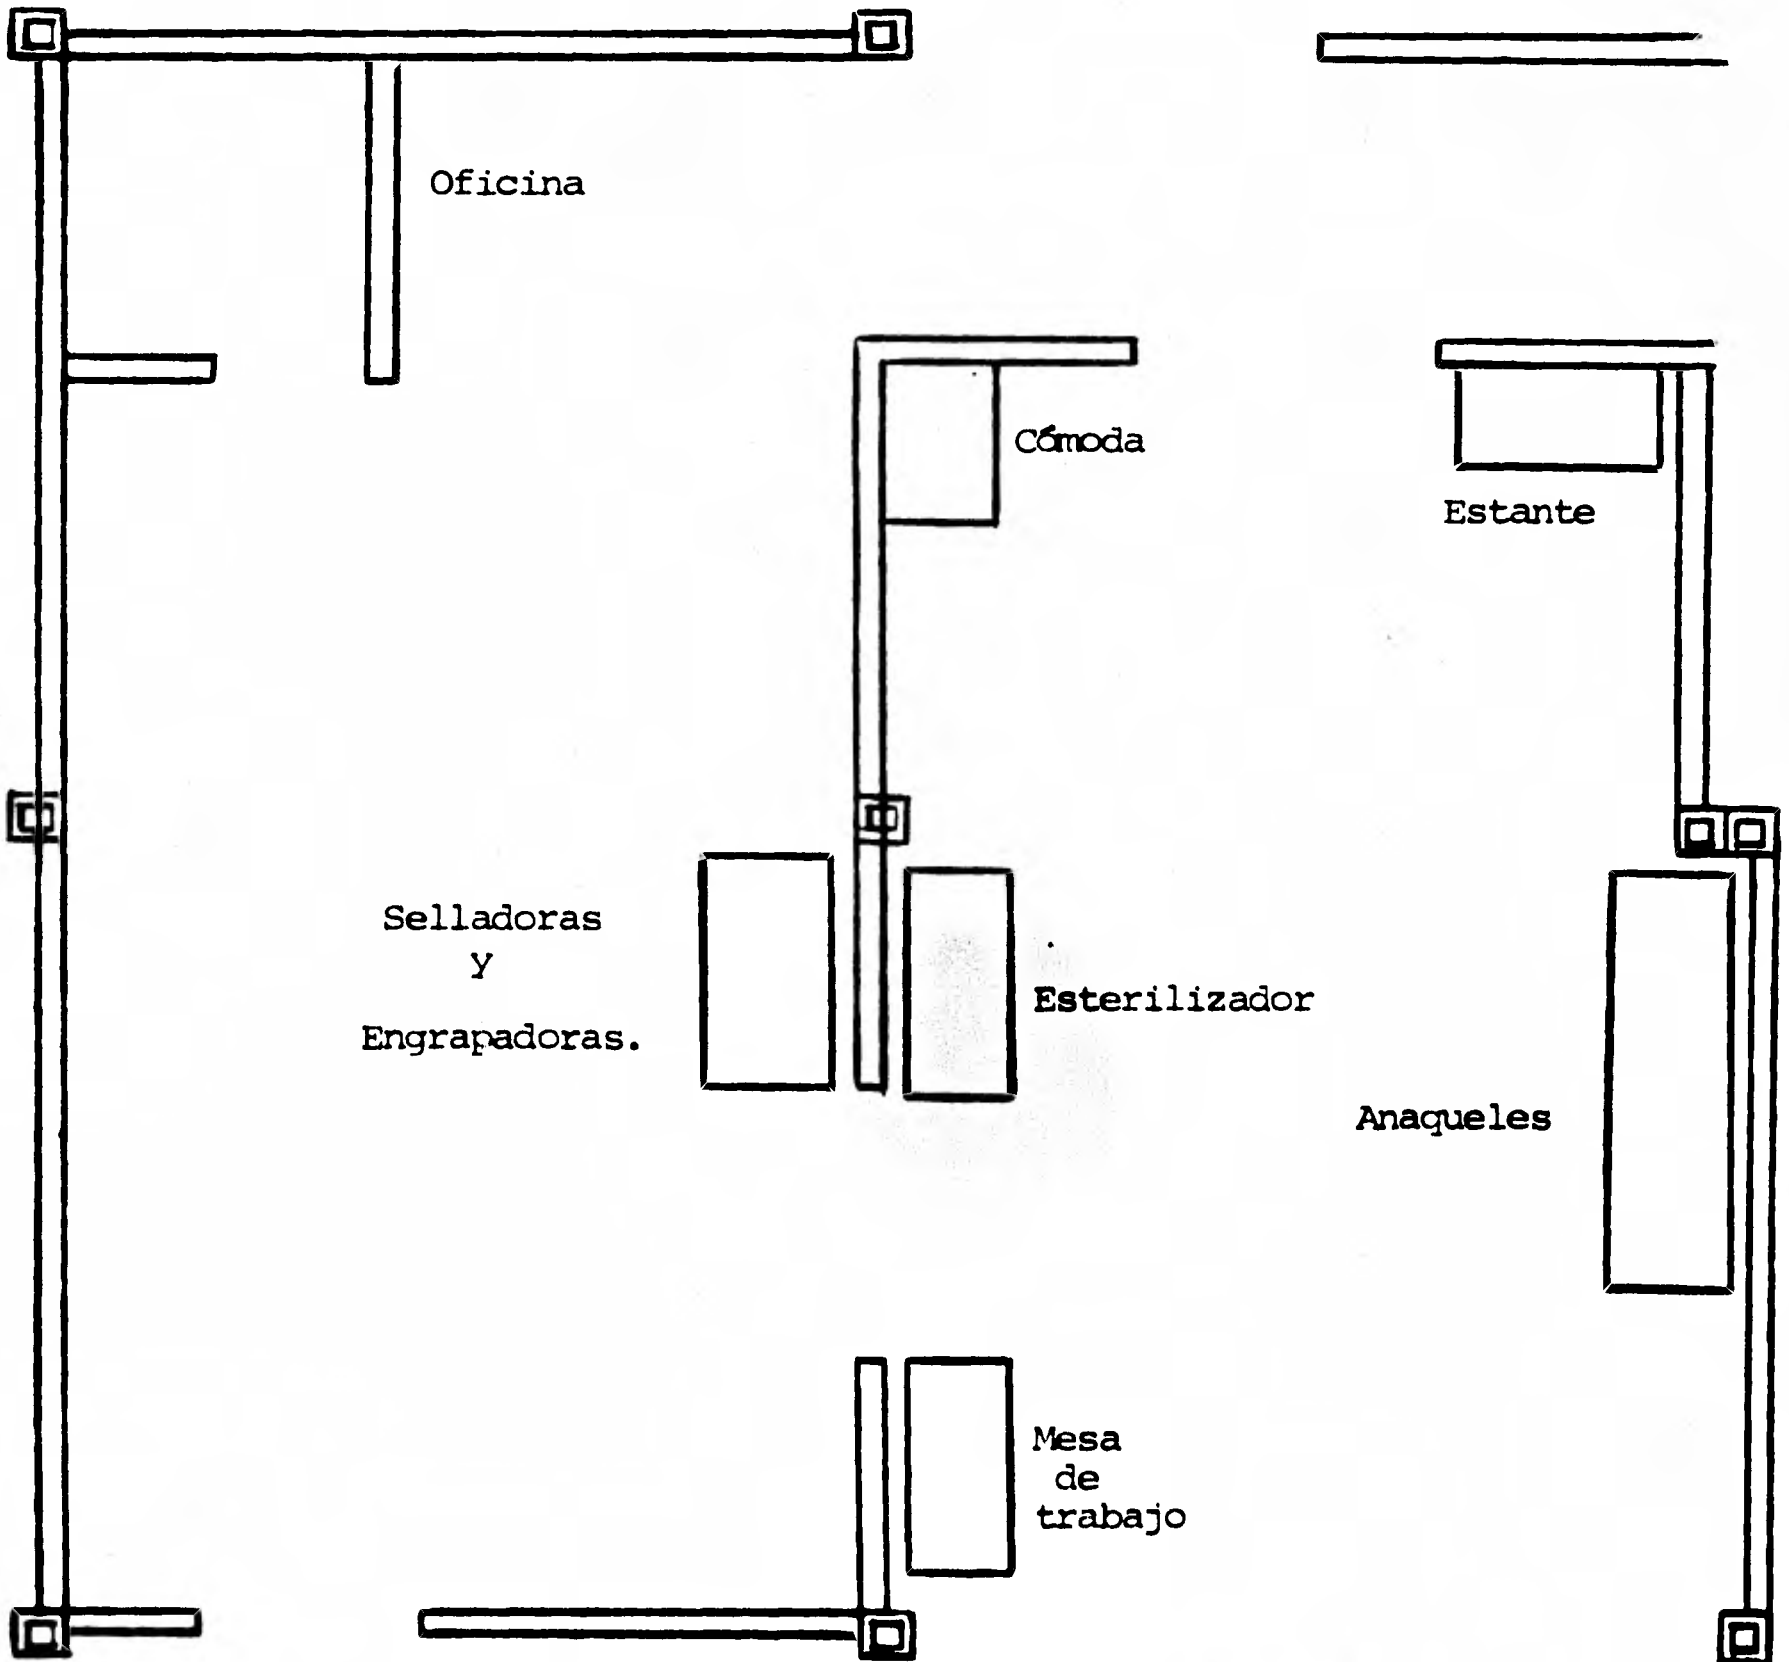 Oficina
Cómoda
Estante
Selladoras
y
Engrapadoras.
Esterilizador
Anaqueles
Mesa
de
trabajo